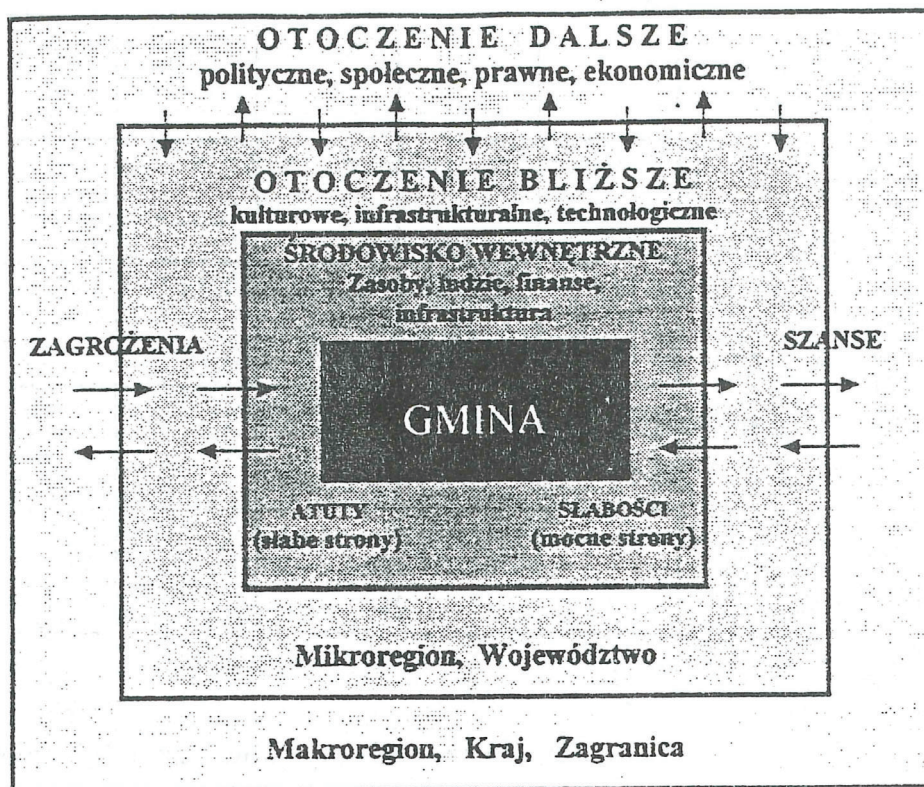 OTOCZENIE DALSZE
polityczne, społeczne, prawne, ekonomiczne
OTOCZENIE BLIŻSZE
kulturowe, infrastrukturalne, technologiczne
ŚRODOWISKO WEWNĘTRZNE
Zasoby, ludzie, finanse,
infrastruktura
ZAGROŻENIA
SZANSE
GMINA
ATUTY
(słabe strony)
SŁABOŚCI
(mocne strony)
Mikroregion, Województwo
Makroregion, Kraj, Zagranica